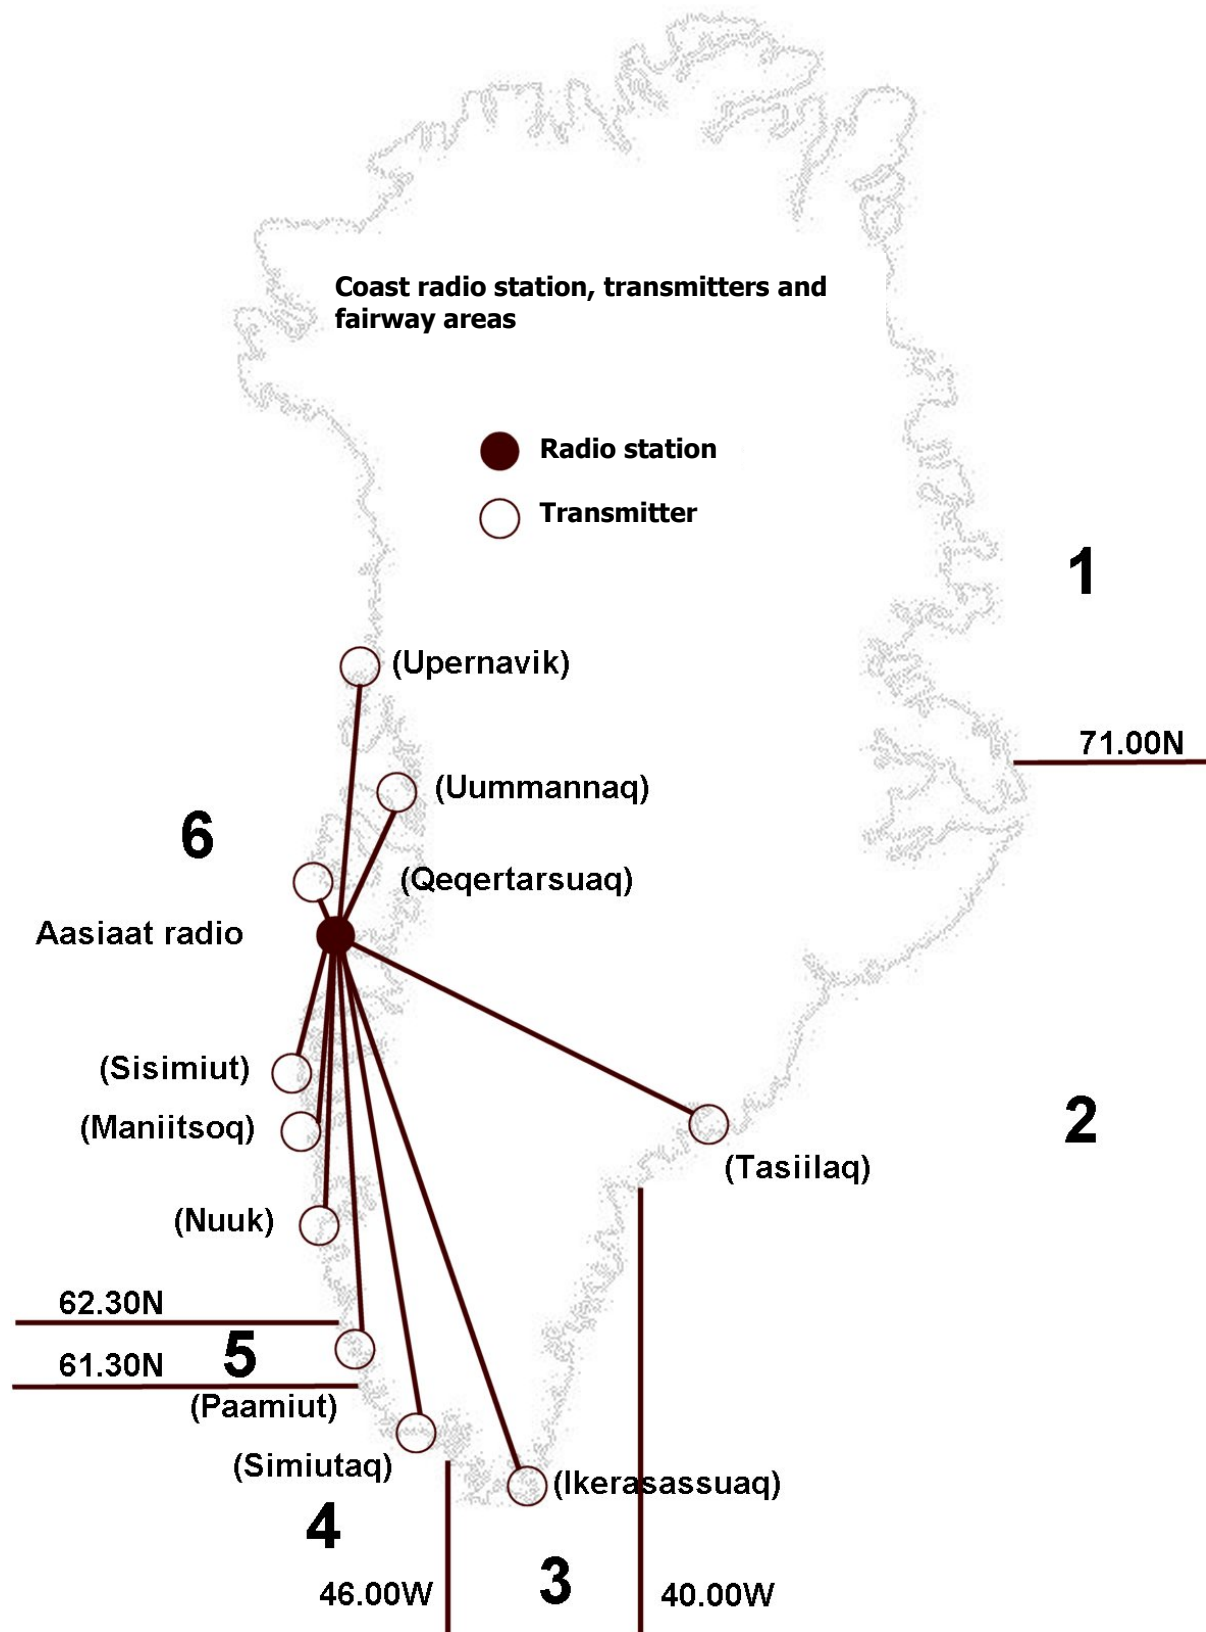 Coast radio station, transmitters and
fairway areas
Radio station
Transmitter
1
(Upernavik)
71.00N
(Uummannaq)
6
(Qeqertarsuaq)
Aasiaat radio
(Sisimiut)
2
(Maniitsoq)
(Tasiilaq)
(Nuuk)
62.30N
5
61.30N
(Paamiut)
(Simiutaq)
(Ikerasassuaq)
4
3
46.00W
40.00W